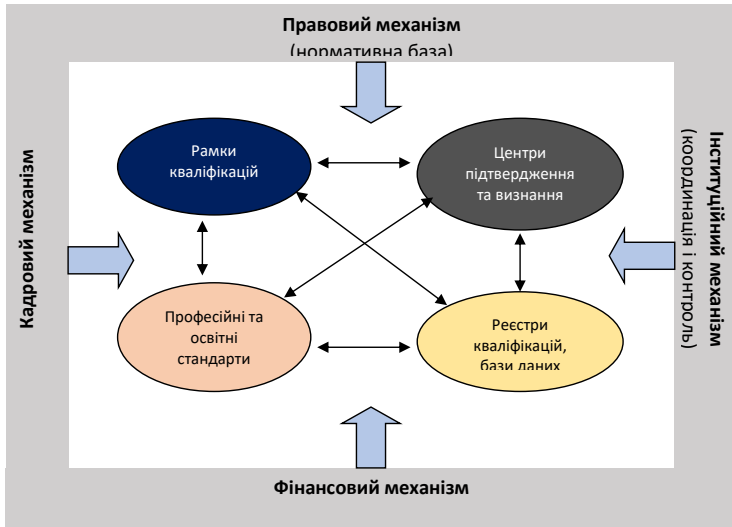 Правовий механізм
(нормативна база)
Кадровий механізм
Рамки
кваліфікацій
Центри
підтвердження
та визнання
Інституційний механізм
(координація і контроль)
Професійні та
освітні
стандарти
Реєстри
кваліфікацій,
бази даних
Фінансовий механізм